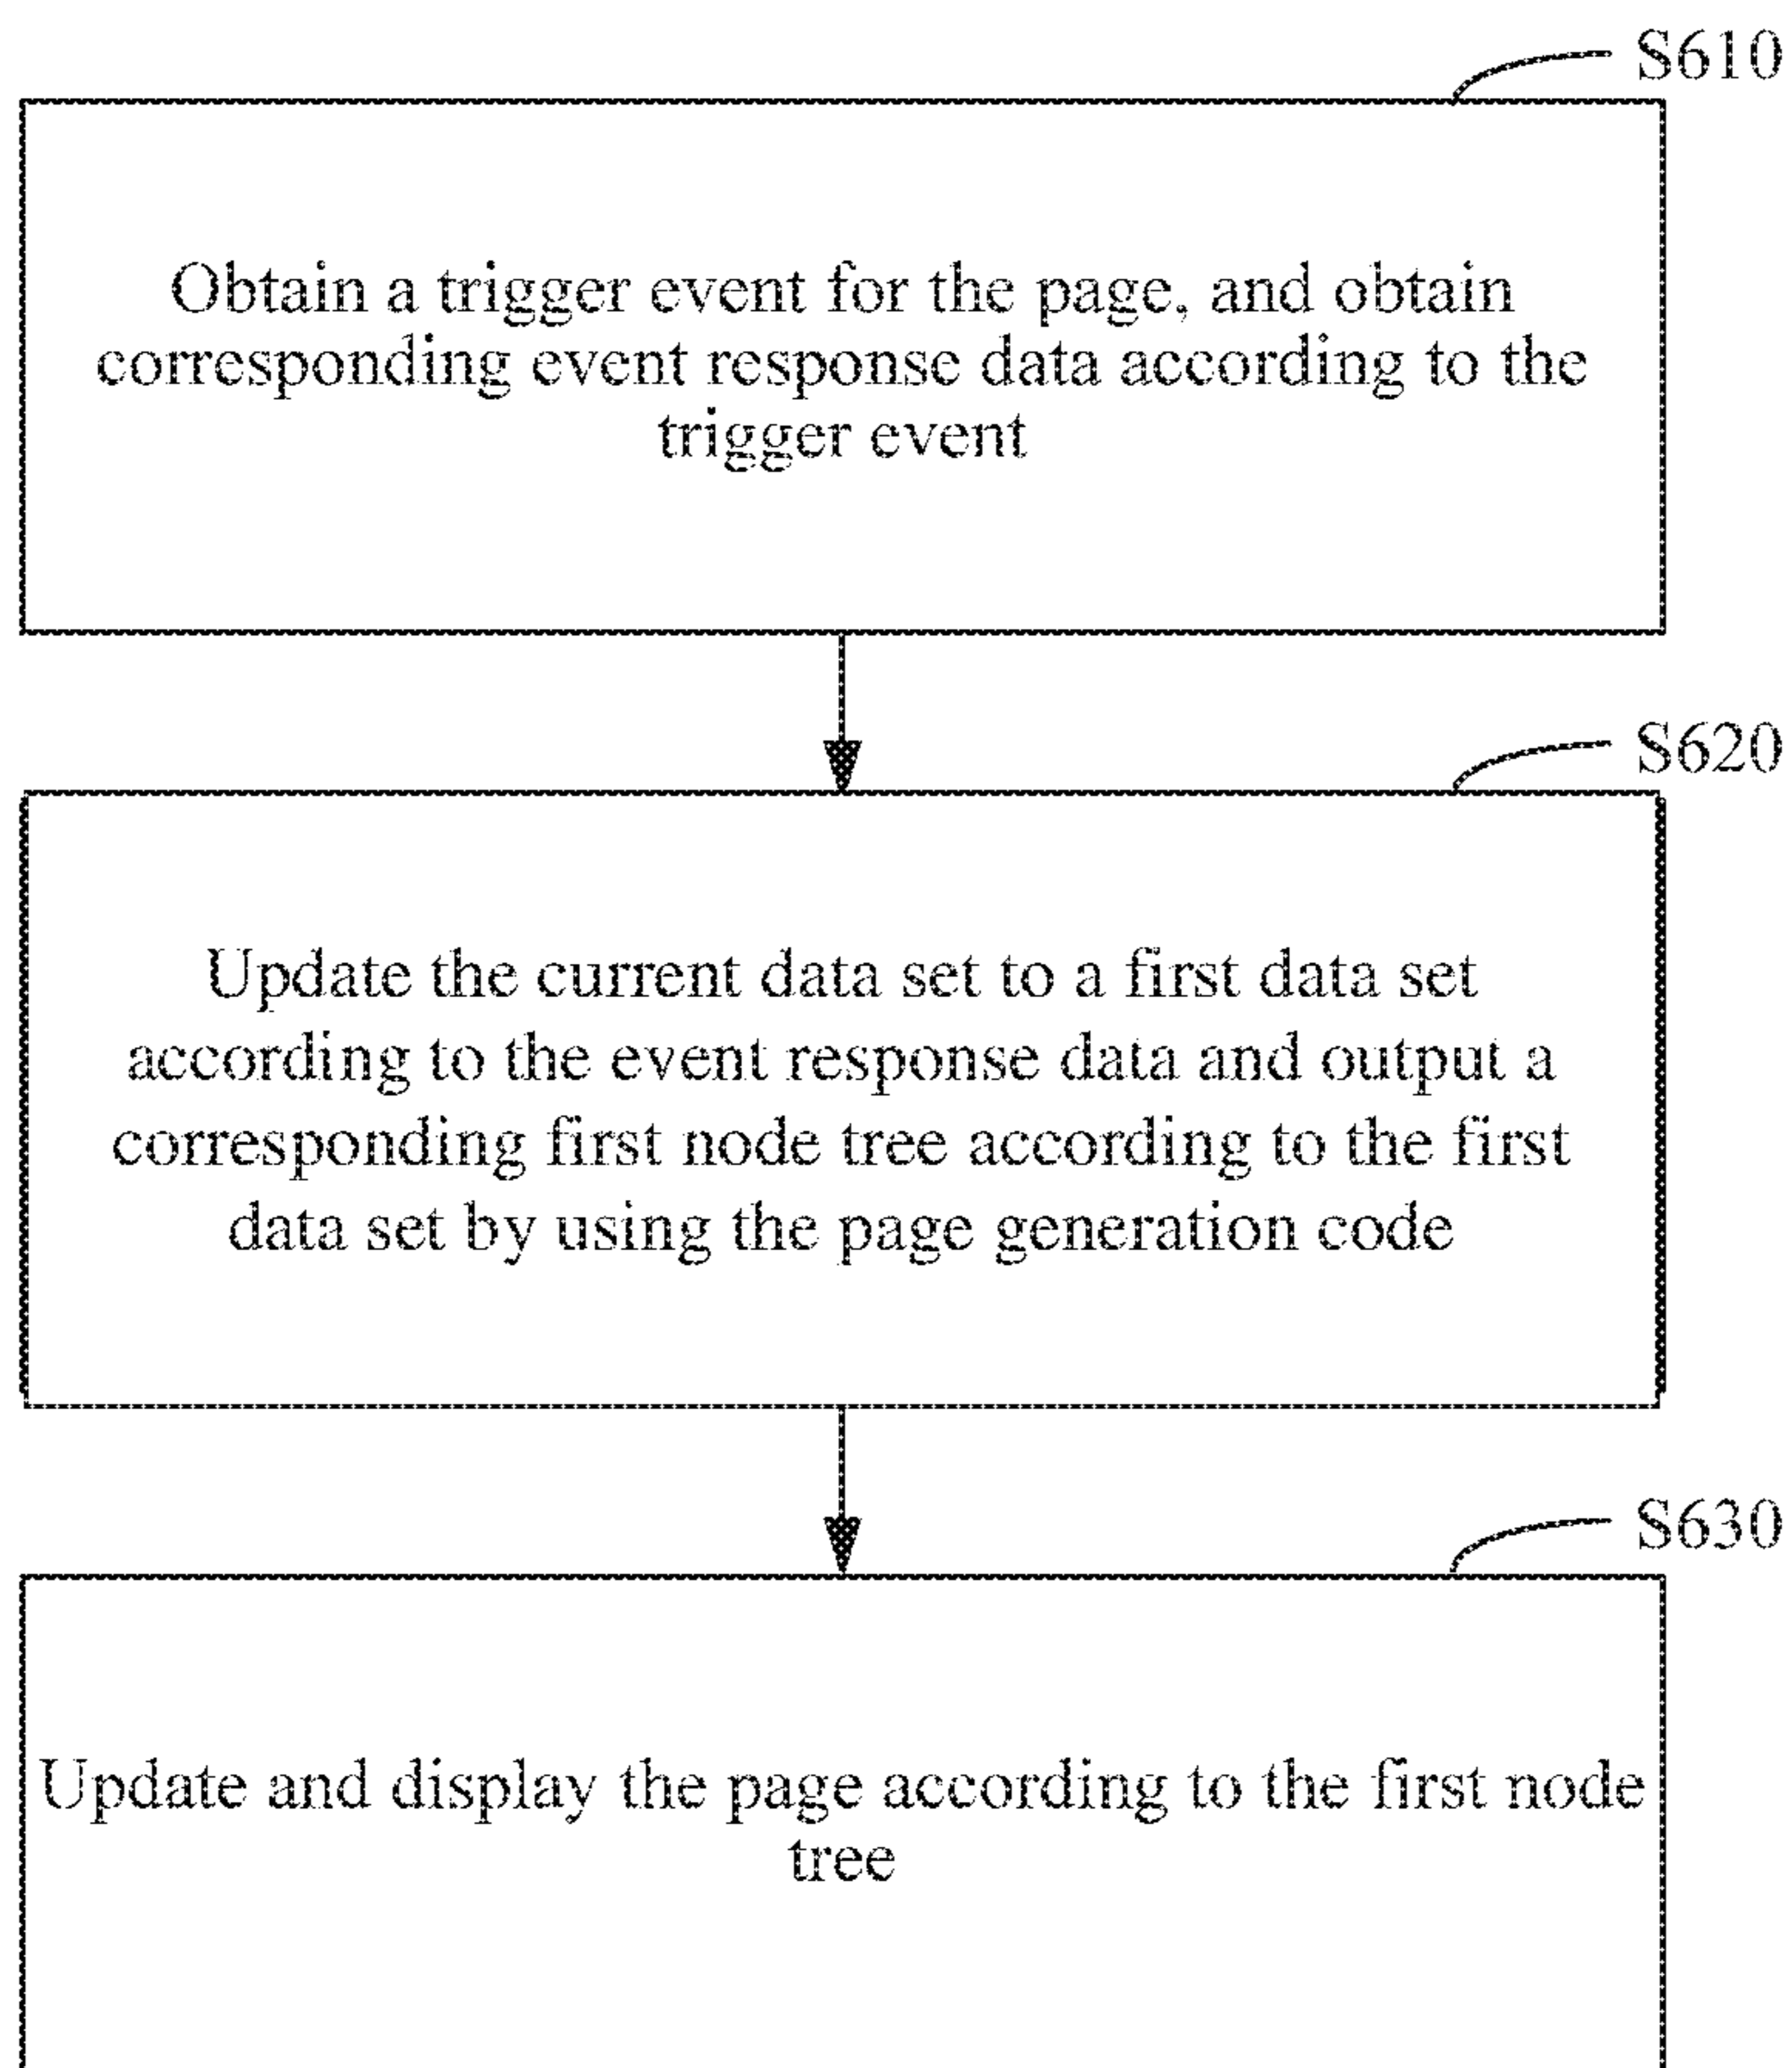 S610
Obtain a trigger event for the page, and obtain
corresponding event response data according to the
trigger event
S620
Update the current data set to a first data set
according to the event response data and output a
corresponding first node tree according to the first
data set by using the page generation code
S630
Update and display the page according to the first node
tree